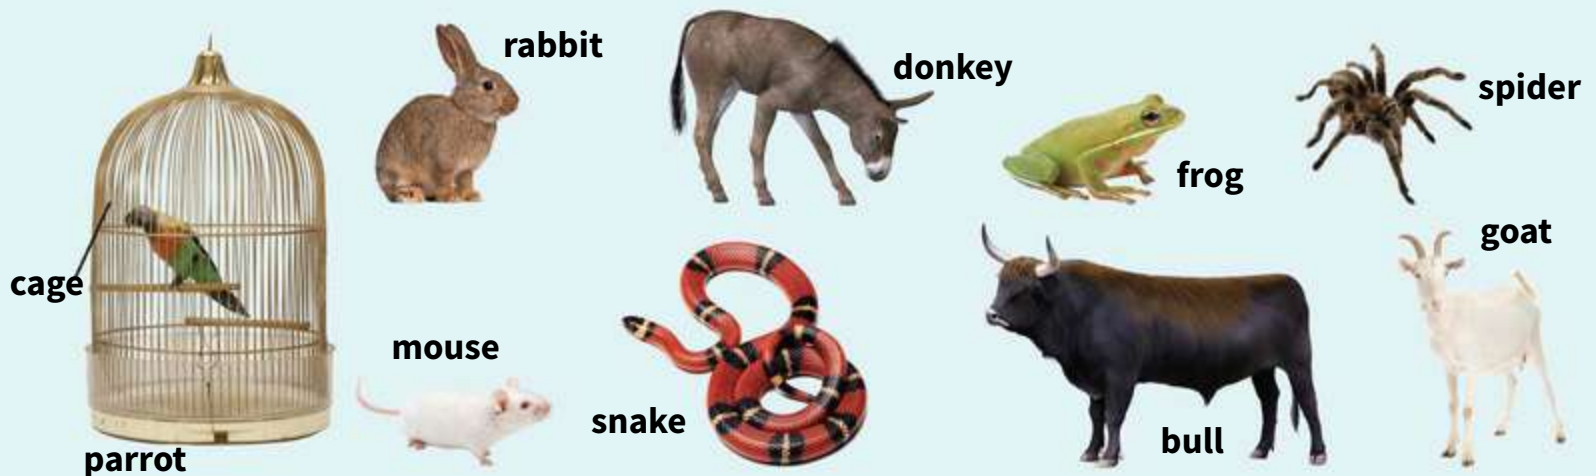 rabbit
donkey
spider
frog
goat
cage
mouse
snake
bull
parrot